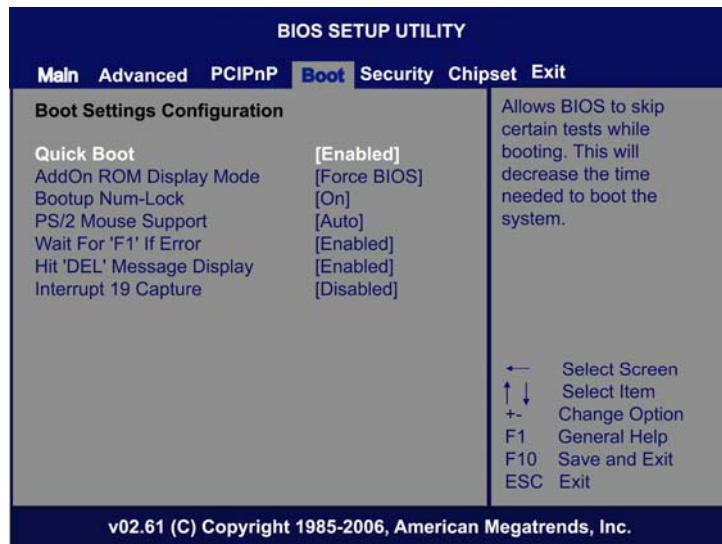 BIOS SETUP UTILITY
Main Advanced PCIPnP Boot Security Chipset Exit
Boot Settings Configuration
Quick Boot [Enabled]
AddOn ROM Display Mode [Force BIOS]
Bootup Num-Lock [On]
PS/2 Mouse Support [Auto]
Wait For 'F1' If Error [Enabled]
Hit 'DEL' Message Display [Enabled]
Interrupt 19 Capture [Disabled]
Allows BIOS to skip
certain tests while
booting. This will
decrease the time
needed to boot the
system.
← Select Screen
↑ ↓ Select Item
+- Change Option
F1 General Help
F10 Save and Exit
ESC Exit
v02.61 (C) Copyright 1985-2006, American Megatrends, Inc.